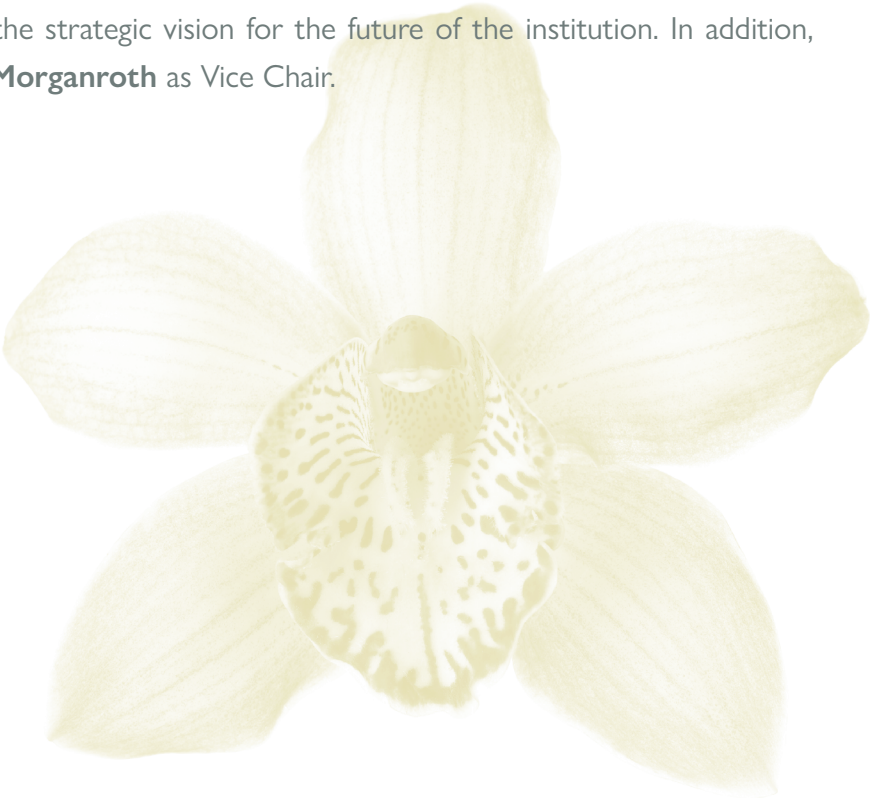 the strategic vision for the future of the institution. In addition,
Morganroth as Vice Chair.